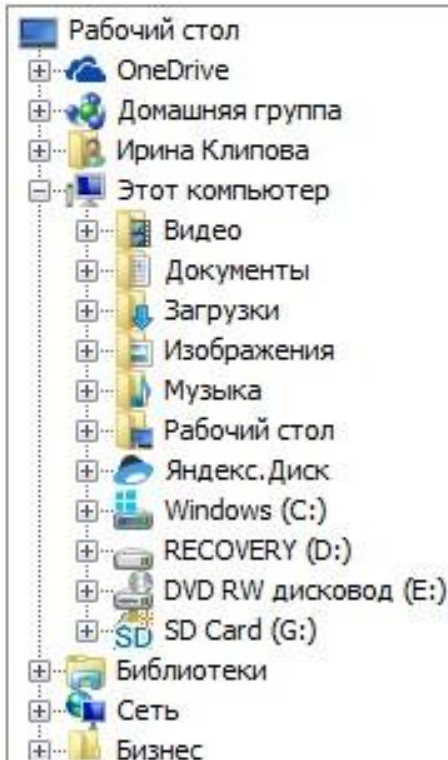 Рабочий стол
OneDrive
Домашняя группа
Ирина Клипова
Этот компьютер
Видео
Документы
Загрузки
Изображения
Музыка
Рабочий стол
Яндекс.Диск
Windows (C:)
RECOVERY (D:)
DVD RW дисковод (E:)
SD SD Card (G:)
Библиотеки
Сеть
Бизнес